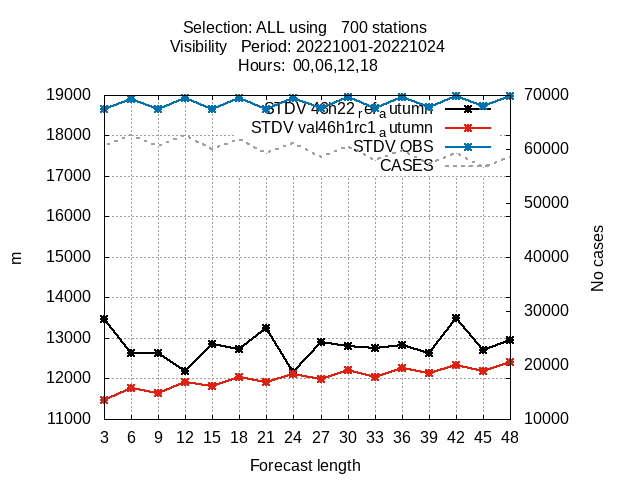 Selection: ALL using 700 stations
Visibility Period: 20221001-20221024
Hours: 00,06,12,18
19000
18000
17000
16000
15000
14000
13000
12000
11000
m
70000
60000
50000
40000
30000
20000
10000
No cases
STDV val46h1rc1 a utumn
STDV OBS
CASES
3 6 9 12 15 18 21 24 27 30 33 36 39 42 45 48
Forecast length